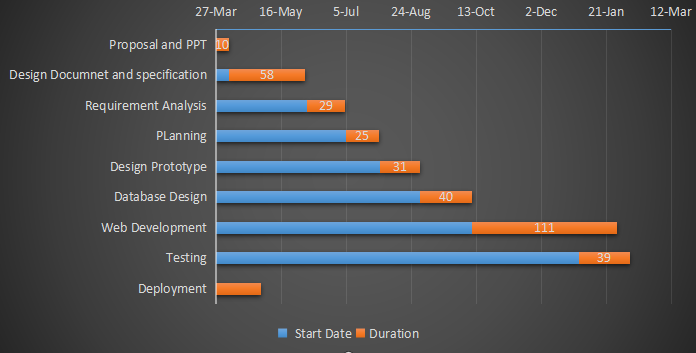 27-Mar 16-May 5-Jul 24-Aug 13-Oct 2-Dec 21-Jan 12-Mar
Proposal and PPT 10
Design Documnet and specification 58
Requirement Analysis 29
PLanning 25
Design Prototype 31
Database Design 40
Web Development 111
Testing 39
Deployment
Start Date Duration